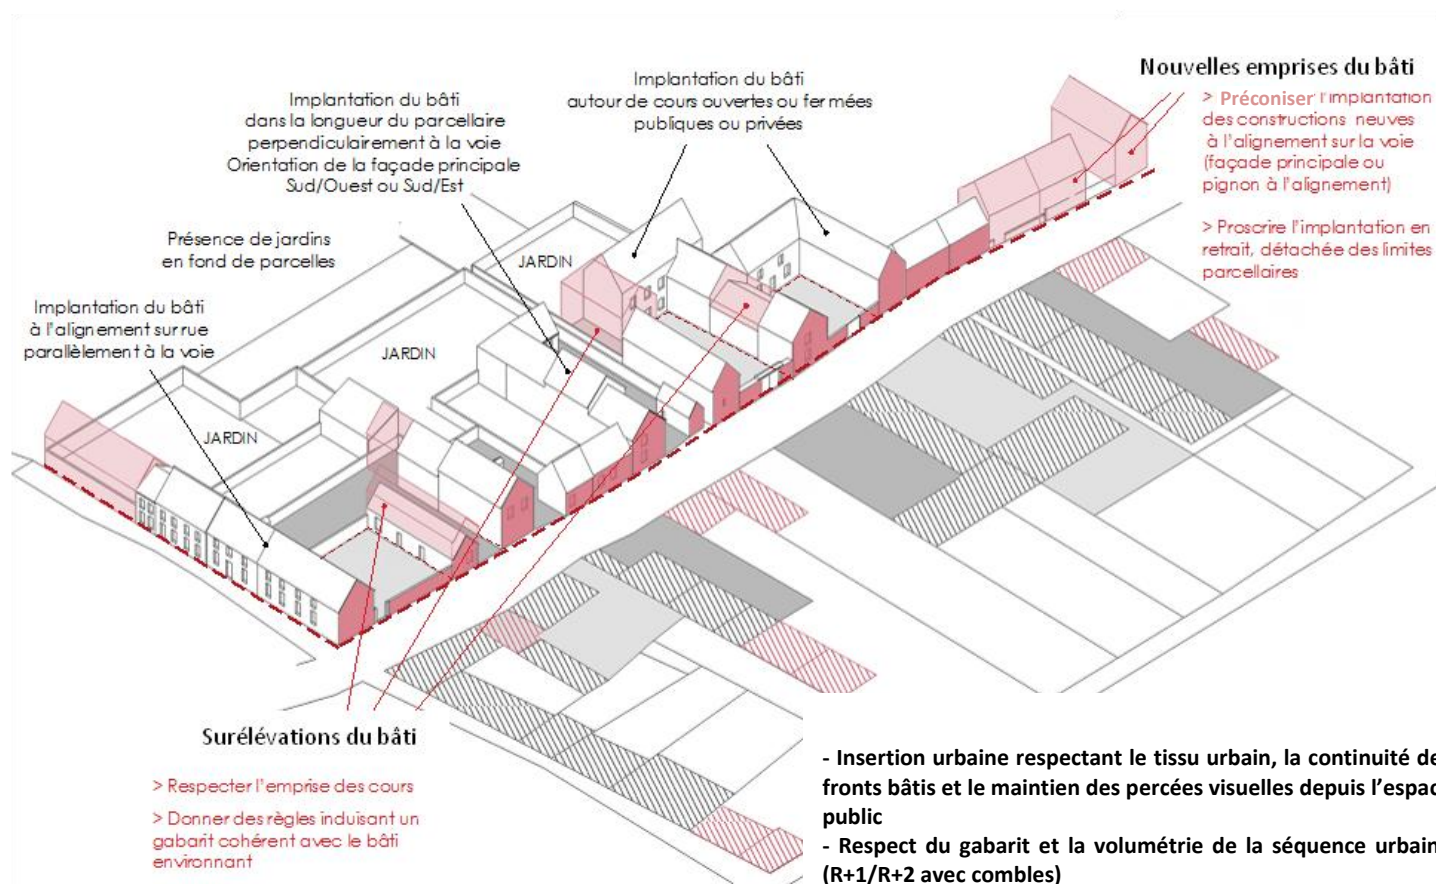 Implantation du bâti
autour de cours ouvertes ou fermées
publiques ou privées
Nouvelles emprises du bâti
> Préconiser l'implantation
des constructions neuves
à l'alignement sur la voie
(façade principale ou
pignon à l'alignement)
> Proscrire l'implantation en
retrait, détachée des limites
parcellaires
Implantation du bâti
dans la longueur du parcellaire
perpendiculairement à la voie
Orientation de la façade principale
Sud/Ouest ou Sud/Est
Présence de jardins
en fond de parcelles
Implantation du bâti
à l'alignement sur rue
parallèlement à la voie
JARDIN
JARDIN
JARDIN
Surélévations du bâti
> Respecter l'emprise des cours
> Donner des règles induisant un
gabarit cohérent avec le bâti
environnant
- Insertion urbaine respectant le tissu urbain, la continuité de
fronts bâtis et le maintien des percées visuelles depuis l’espac
public
- Respect du gabarit et la volumétrie de la séquence urbain
(R+1/R+2 avec combles)